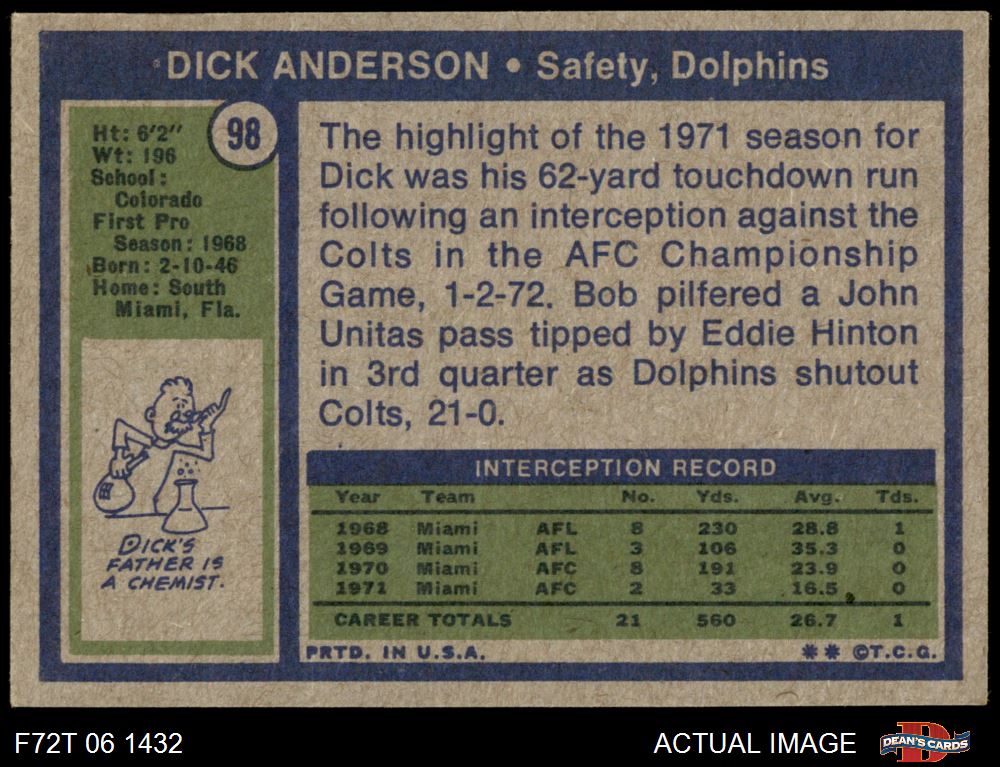 DICK ANDERSON • Safety, Dolphins
98
Ht: 6'2"
Wt: 196
School:
Colorado
First Pro
Season: 1968
Born: 2-10-46
Home: South
Miami, Fla.
DICK'S
FATHER IS
A CHEMIST.
The highlight of the 1971 season for
Dick was his 62-yard touchdown run
following an interception against the
Colts in the AFC Championship
Game, 1-2-72. Bob pilfered a John
Unitas pass tipped by Eddie Hinton
in 3rd quarter as Dolphins shutout
Colts, 21-0.
INTERCEPTION RECORD
Year Team No. Yds. Avg. Tds.
1968 Miami AFL 8 230 28.8 1
1969 Miami AFL 3 106 35.3 0
1970 Miami AFC 8 191 23.9 0
1971 Miami AFC 2 33 16.5 0
CAREER TOTALS 21 560 26.7 1
PRTD. IN U.S.A. ** ©T.C.G.
F72T 06 1432 ACTUAL IMAGE DEAN'S CARDS